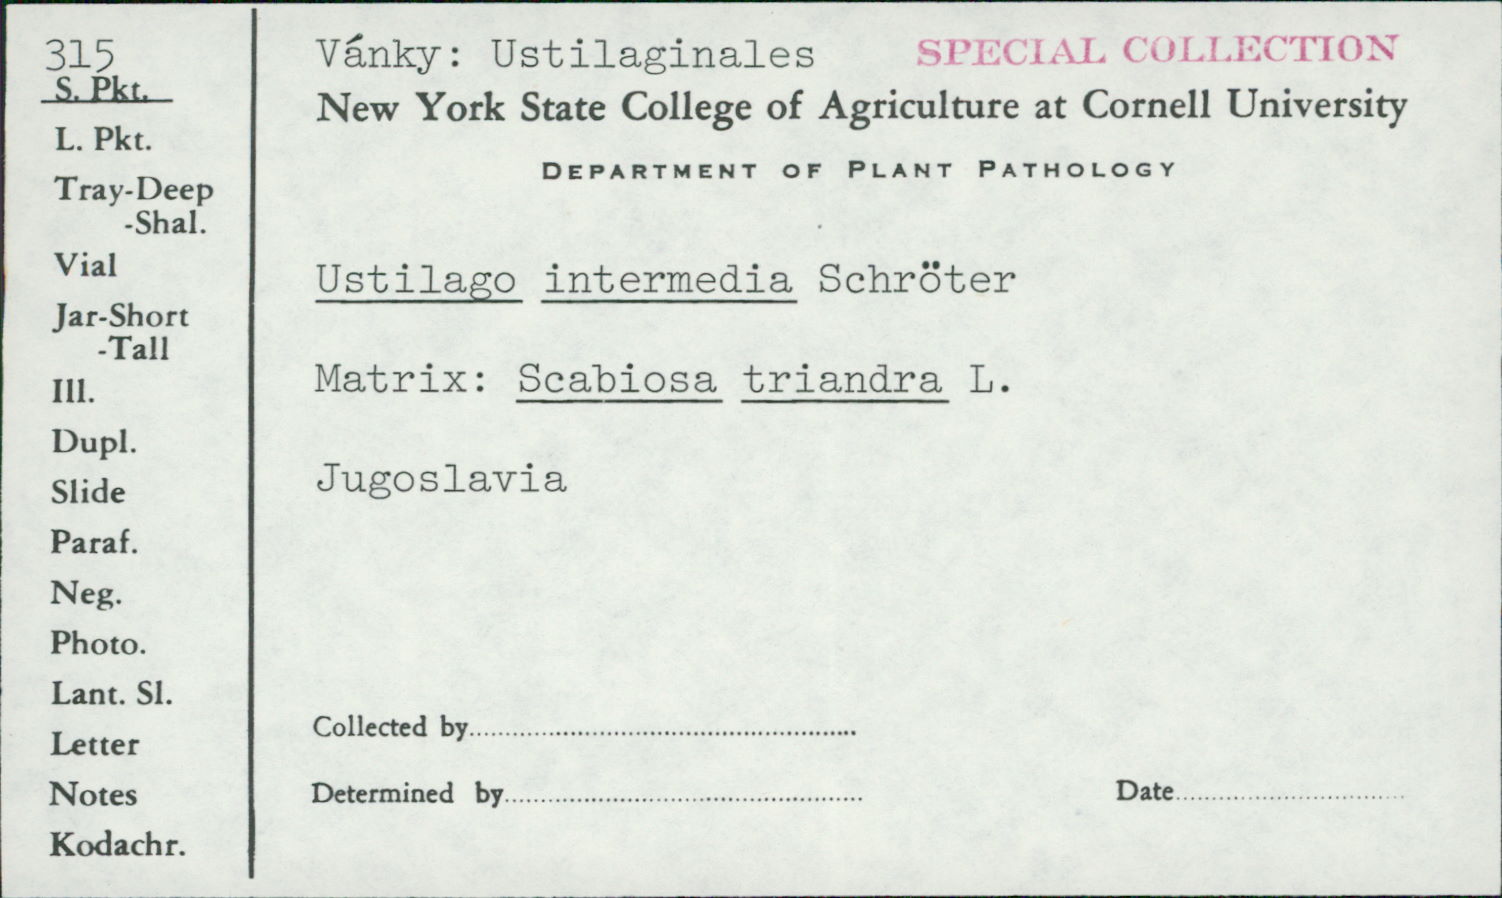 315
S. Pkt.
L. Pkt.
Tray-Deep
-Shal.
Vial
Jar-Short
-Tall
Ill.
Dupl.
Slide
Paraf.
Neg.
Photo.
Lant. Sl.
Letter
Notes
Kodachr.
Vánky: Ustilaginales SPECIAL COLLECTION
New York State College of Agriculture at Cornell University
DEPARTMENT OF PLANT PATHOLOGY
Ustilago intermedia Schröter
Matrix: Scabiosa triandra L.
Jugoslavia
Collected by
Determined by Date